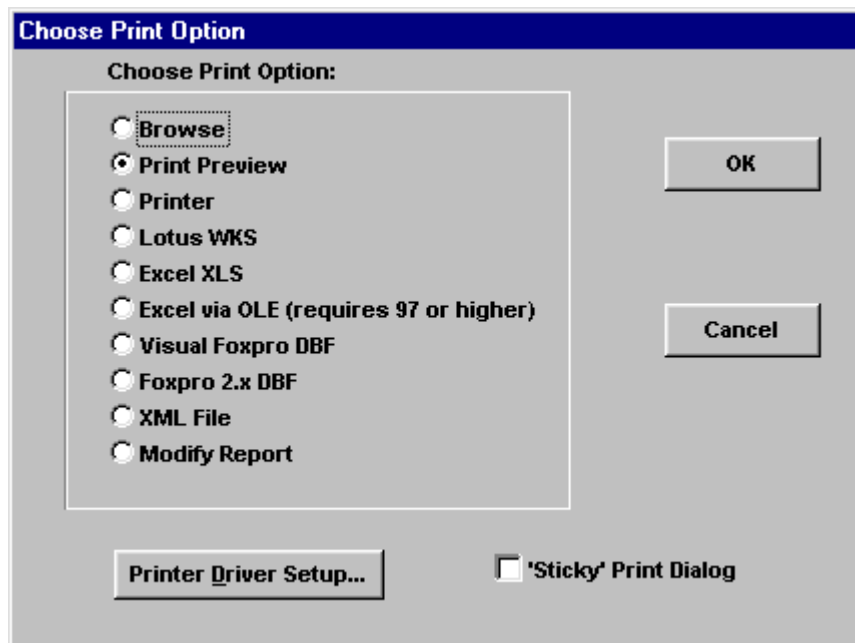 Choose Print Option
Choose Print Option:
Browse
Print Preview
Printer
Lotus WKS
Excel XLS
Excel via OLE (requires 97 or higher)
Visual Foxpro DBF
Foxpro 2.x DBF
XML File
Modify Report
OK
Cancel
Printer Driver Setup...
'Sticky' Print Dialog